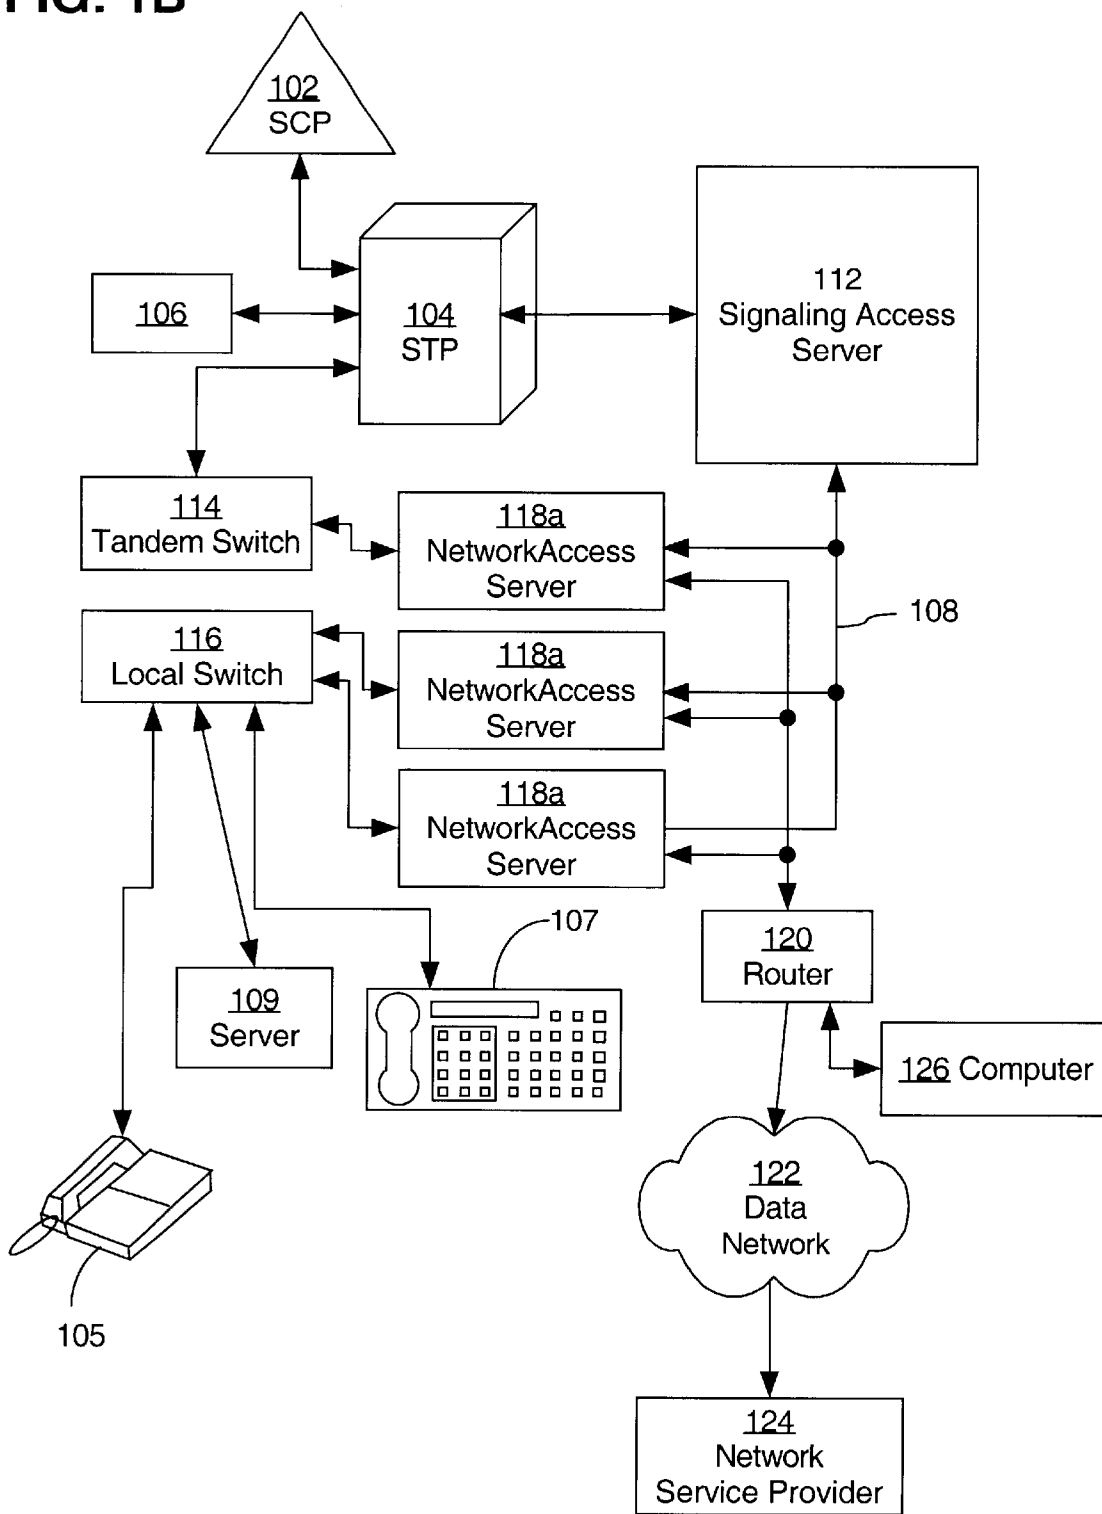 FIG. 1B
102
SCP
106
104
STP
112
Signaling Access
Server
114
Tandem Switch
118a
NetworkAccess
Server
108
116
Local Switch
118a
NetworkAccess
Server
118a
NetworkAccess
Server
107
120
Router
109
Server
126 Computer
122
Data
Network
105
124
Network
Service Provider